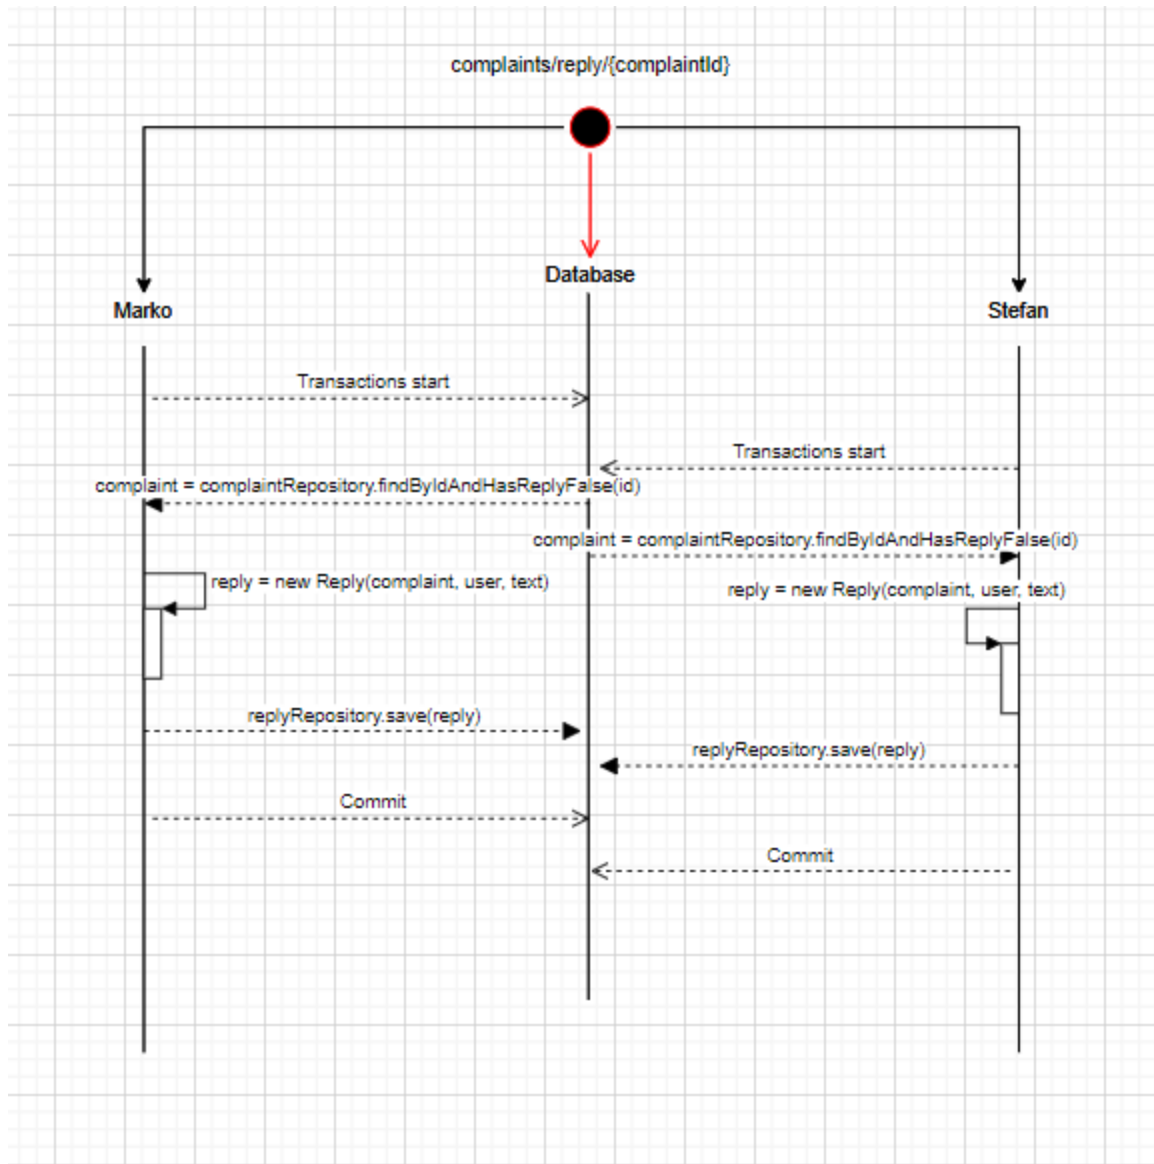 complaints/reply/{complaintId}
Database
Marko
Stefan
Transactions start
Transactions start
complaint = complaintRepository.findByIdAndHasReplyFalse(id)
complaint = complaintRepository.findByIdAndHasReplyFalse(id)
reply = new Reply(complaint, user, text)
reply = new Reply(complaint, user, text)
replyRepository.save(reply)
replyRepository.save(reply)
Commit
Commit